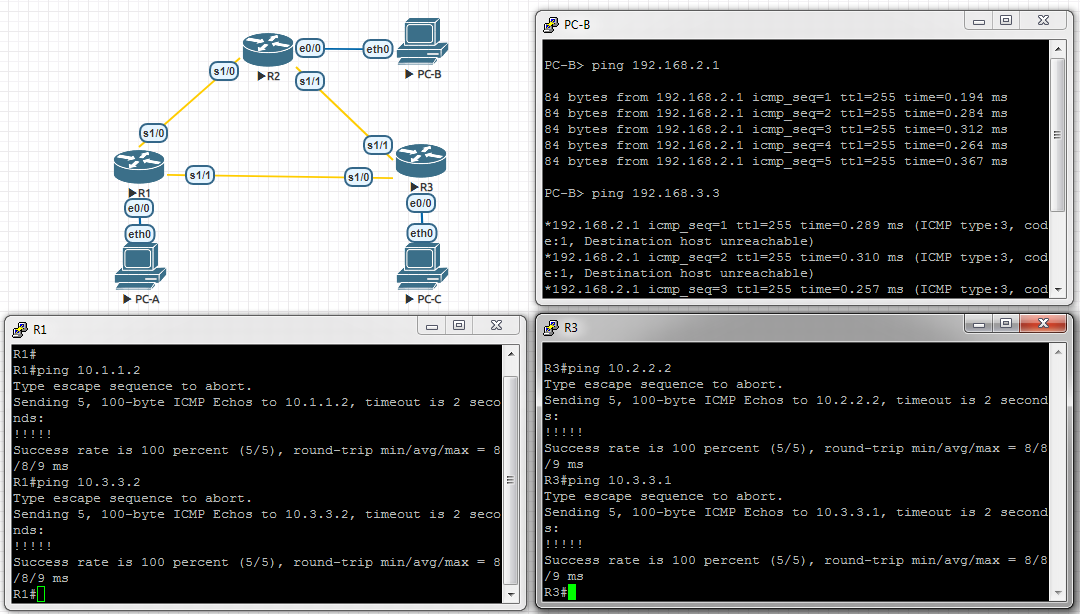 e0/0
eth0
PC-B
R2
s1/0
s1/1
s1/0
s1/1
R1
s1/1
s1/0
R3
e0/0
e0/0
eth0
eth0
PC-A
PC-C
PC-B
PC-B> ping 192.168.2.1
84 bytes from 192.168.2.1 icmp_seq=1 ttl=255 time=0.194 ms
84 bytes from 192.168.2.1 icmp_seq=2 ttl=255 time=0.284 ms
84 bytes from 192.168.2.1 icmp_seq=3 ttl=255 time=0.312 ms
84 bytes from 192.168.2.1 icmp_seq=4 ttl=255 time=0.264 ms
84 bytes from 192.168.2.1 icmp_seq=5 ttl=255 time=0.367 ms
PC-B> ping 192.168.3.3
*192.168.2.1 icmp_seq=1 ttl=255 time=0.289 ms (ICMP type:3, cod
e:1, Destination host unreachable)
*192.168.2.1 icmp_seq=2 ttl=255 time=0.310 ms (ICMP type:3, cod
e:1, Destination host unreachable)
*192.168.2.1 icmp_seq=3 ttl=255 time=0.257 ms (ICMP type:3, cod
R1
R1#
R1#ping 10.1.1.2
Type escape sequence to abort.
Sending 5, 100-byte ICMP Echos to 10.1.1.2, timeout is 2 seco
nds:
!!!!!
Success rate is 100 percent (5/5), round-trip min/avg/max = 8
/8/9 ms
R1#ping 10.3.3.2
Type escape sequence to abort.
Sending 5, 100-byte ICMP Echos to 10.3.3.2, timeout is 2 seco
nds:
!!!!!
Success rate is 100 percent (5/5), round-trip min/avg/max = 8
/8/9 ms
R1#
R3
R3#ping 10.2.2.2
Type escape sequence to abort.
Sending 5, 100-byte ICMP Echos to 10.2.2.2, timeout is 2 second
s:
!!!!!
Success rate is 100 percent (5/5), round-trip min/avg/max = 8/8
/9 ms
R3#ping 10.3.3.1
Type escape sequence to abort.
Sending 5, 100-byte ICMP Echos to 10.3.3.1, timeout is 2 second
s:
!!!!!
Success rate is 100 percent (5/5), round-trip min/avg/max = 8/8
/9 ms
R3#